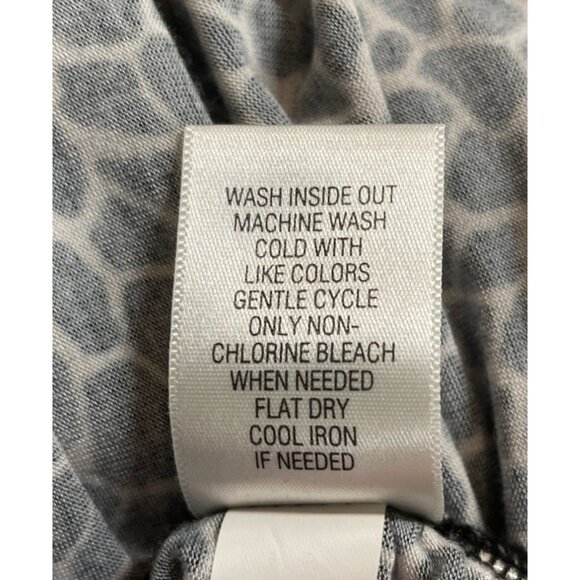 WASH INSIDE OUT
MACHINE WASH
COLD WITH
LIKE COLORS
GENTLE CYCLE
ONLY NON-
CHLORINE BLEACH
WHEN NEEDED
FLAT DRY
COOL IRON
IF NEEDED